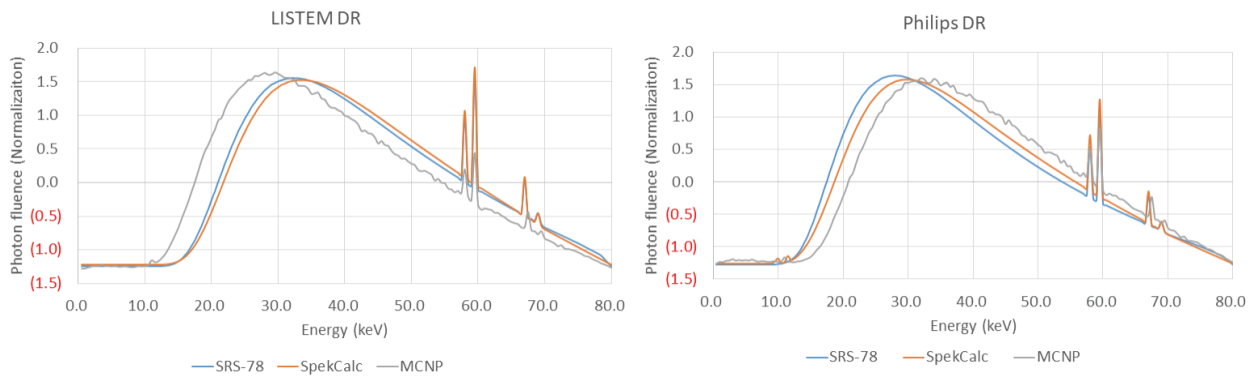 LISTEM DR
Photon fluence (Normalizaiton)
2.0
1.5
1.0
0.5
0.0
(0.5)
(1.0)
(1.5)
0.0 10.0 20.0 30.0 40.0 50.0 60.0 70.0 80.0
Energy (keV)
SRS-78 SpekCalc MCNP
Philips DR
Photon fluence (Normalizaiton)
2.0
1.5
1.0
0.5
0.0
(0.5)
(1.0)
(1.5)
0.0 10.0 20.0 30.0 40.0 50.0 60.0 70.0 80.0
Energy (keV)
SRS-78 SpekCalc MCNP